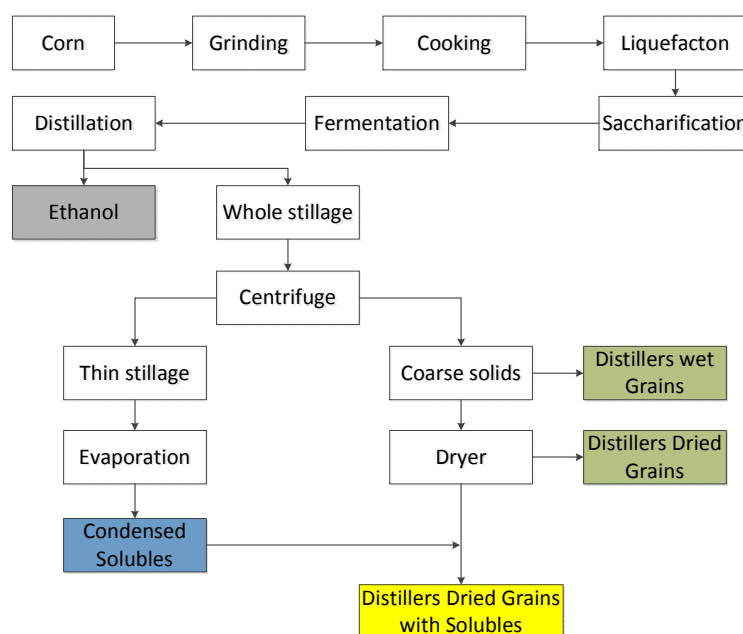 Corn
Grinding
Cooking
Liquefacton
Distillation
Fermentation
Saccharification
Ethanol
Whole stillage
Centrifuge
Thin stillage
Coarse solids
Distillers wet
Grains
Evaporation
Dryer
Distillers Dried
Grains
Condensed
Solubles
Distillers Dried Grains
with Solubles